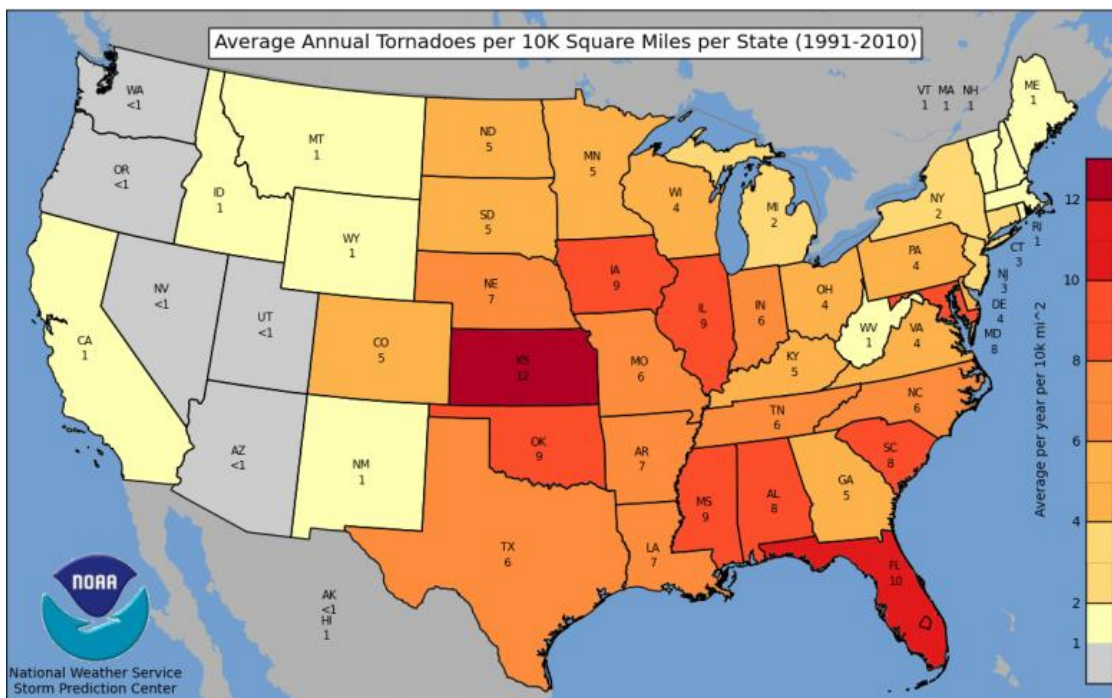 Average Annual Tornadoes per 10K Square Miles per State (1991-2010)
WA
<1
OR
<1
ID
1
MT
1
WY
1
CA
1
NV
<1
UT
<1
AZ
<1
CO
5
NM
1
ND
5
SD
5
NE
7
KS
12
OK
9
TX
6
MN
5
IA
9
MO
6
AR
7
LA
7
WI
4
IL
9
MS
9
MI
2
IN
6
OH
4
KY
5
TN
6
AL
8
GA
5
FL
10
SC
8
NC
6
VA
4
WV
1
PA
4
NY
2
VT
1
MA
1
NH
1
ME
1
RI
1
CT
3
NJ
3
DE
4
MD
8
AK
<1
HI
1
12
10
8
6
4
2
1
Average per year per 10k mi^2
NOAA
National Weather Service
Storm Prediction Center